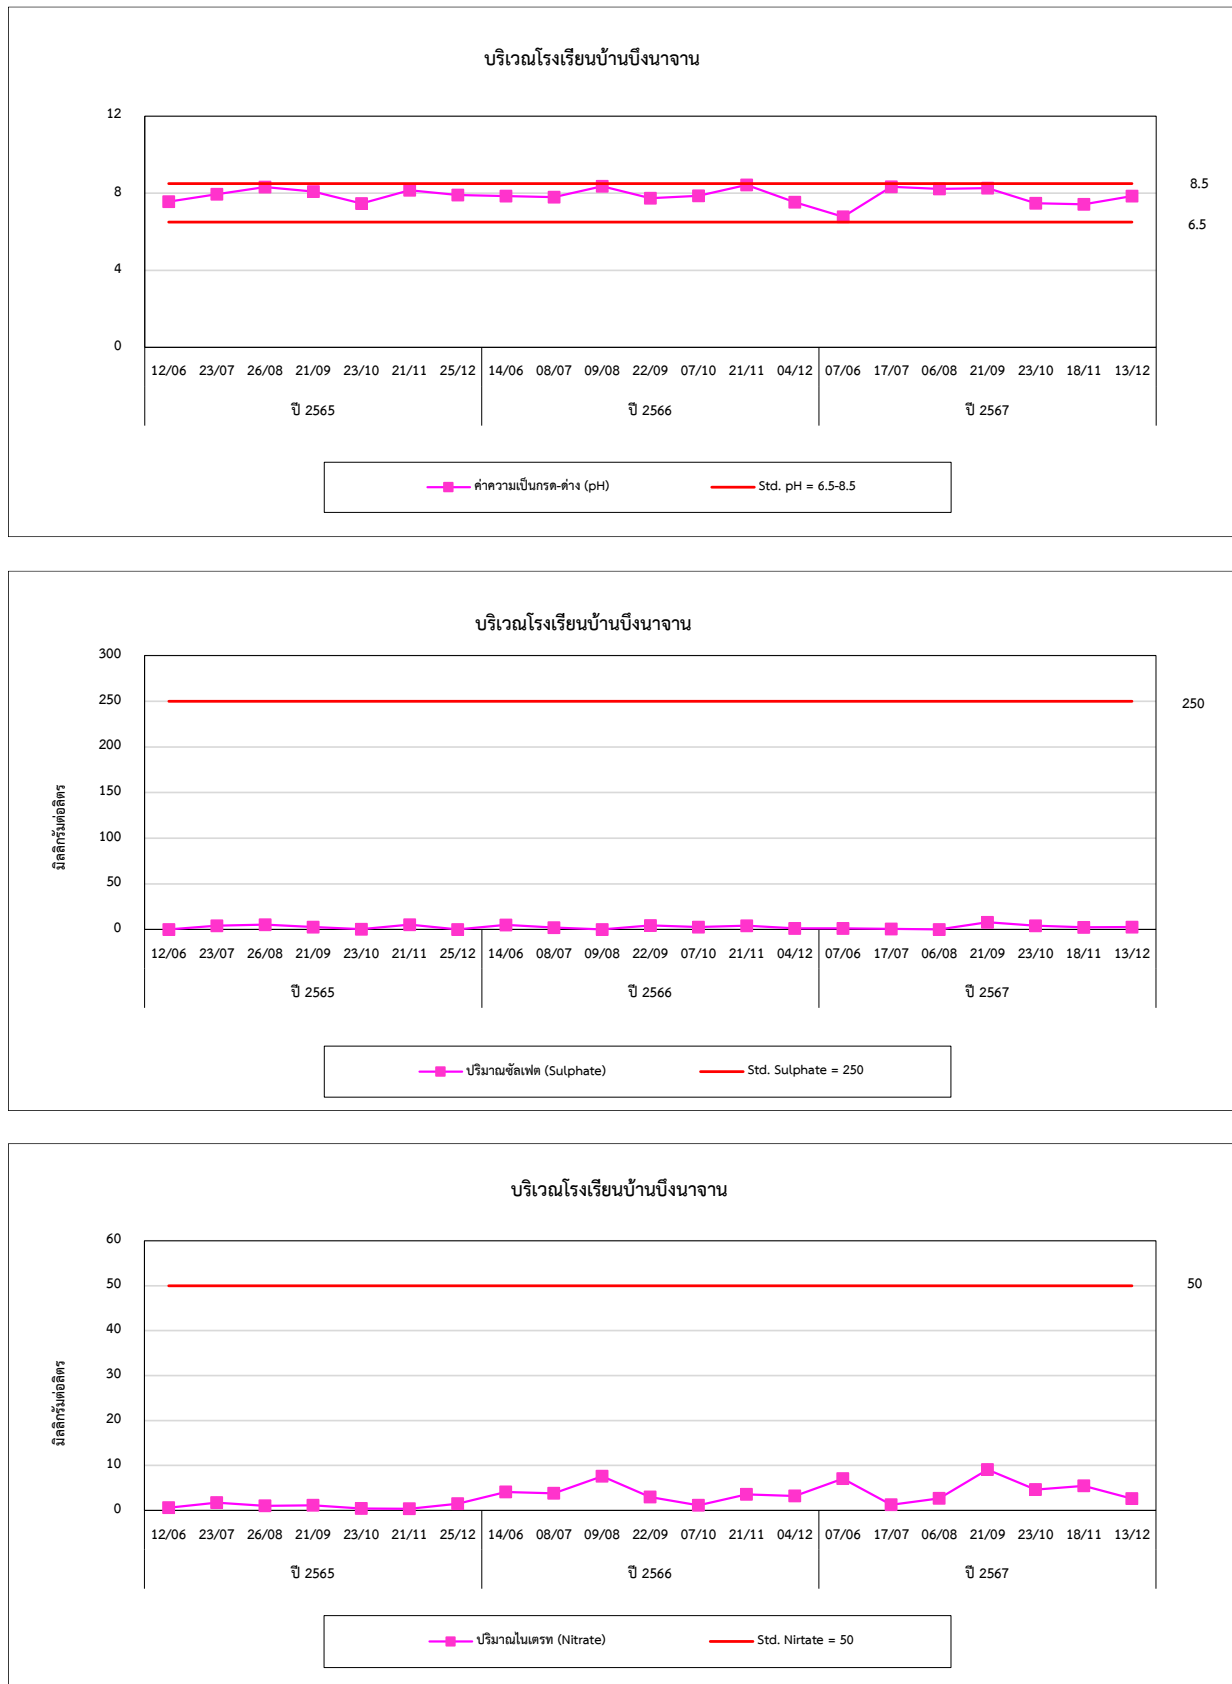 บริเวณโรงเรียนบ้านบึงนาจาน
12
8
4
0
8.5
6.5
12/06 23/07 26/08 21/09 23/10 21/11 25/12 14/06 08/07 09/08 22/09 07/10 21/11 04/12 07/06 17/07 06/08 21/09 23/10 18/11 13/12
ปี 2565 ปี 2566 ปี 2567
ค่าความเป็นกรด-ด่าง (pH) Std. pH = 6.5-8.5
บริเวณโรงเรียนบ้านบึงนาจาน
มิลลิกรัมต่อลิตร
300
250
200
150
100
50
0
250
12/06 23/07 26/08 21/09 23/10 21/11 25/12 14/06 08/07 09/08 22/09 07/10 21/11 04/12 07/06 17/07 06/08 21/09 23/10 18/11 13/12
ปี 2565 ปี 2566 ปี 2567
ปริมาณซัลเฟต (Sulphate) Std. Sulphate = 250
บริเวณโรงเรียนบ้านบึงนาจาน
มิลลิกรัมต่อลิตร
60
50
40
30
20
10
0
50
12/06 23/07 26/08 21/09 23/10 21/11 25/12 14/06 08/07 09/08 22/09 07/10 21/11 04/12 07/06 17/07 06/08 21/09 23/10 18/11 13/12
ปี 2565 ปี 2566 ปี 2567
ปริมาณไนเตรท (Nitrate) Std. Nirtate = 50